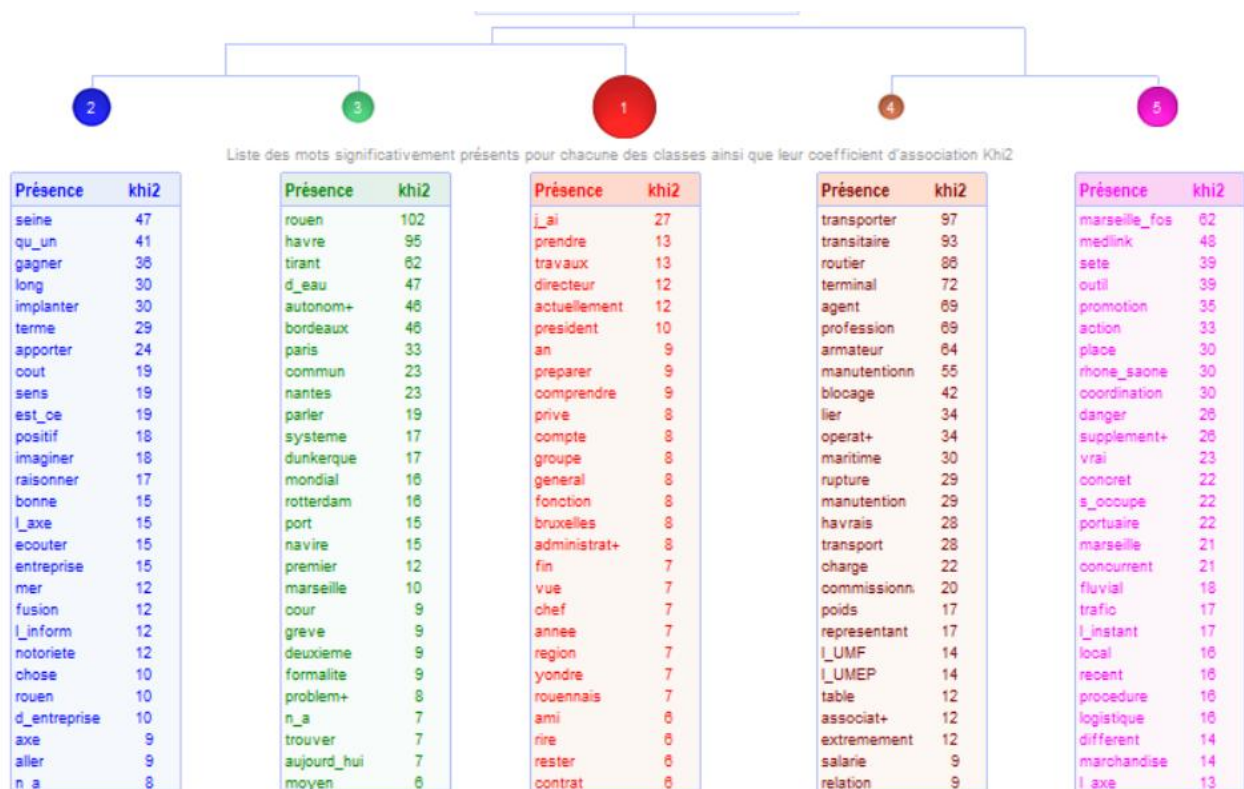 2 3 1 4 5
Liste des mots significativement présents pour chacune des classes ainsi que leur coefficient d'association Khi2
Présence khi2 Présence khi2 Présence khi2 Présence khi2 Présence khi2
seine 47 rouen 102 j_ai 27 transporter 97 marseille_fos 62
qu_un 41 havre 95 prendre 13 transitaire 93 medlink 48
gagner 36 tirant 62 travaux 13 routier 86 sete 39
long 30 d_eau 47 directeur 12 terminal 72 outil 39
implanter 30 autonom+ 46 actuellement 12 agent 69 promotion 35
terme 29 bordeaux 46 president 10 profession 69 action 33
apporter 24 paris 33 an 9 armateur 64 place 30
cout 19 commun 23 preparer 9 manutentionn 55 rhone_saone 30
sens 19 nantes 23 comprendre 9 blocage 42 coordination 30
est_ce 19 parler 19 prive 8 lier 34 danger 26
positif 18 systeme 17 compte 8 operat+ 34 supplement+ 26
imaginer 18 dunkerque 17 groupe 8 maritime 30 vrai 23
raisonner 17 mondial 16 general 8 rupture 29 concret 22
bonne 15 rotterdam 16 fonction 8 manutention 29 s_occupe 22
l_axe 15 port 15 bruxelles 8 havrais 28 portuaire 22
ecouter 15 navire 15 administrat+ 8 transport 28 marseille 21
entreprise 15 premier 12 fin 7 charge 22 concurrent 21
mer 12 marseille 10 vue 7 commissionn 20 fluvial 18
fusion 12 cour 9 chef 7 poids 17 trafic 17
l_inform 12 greve 9 annee 7 representant 17 l_instant 17
notoriete 12 deuxieme 9 region 7 l_UMF 14 local 16
chose 10 formalite 9 yondre 7 l_UMEP 14 recent 16
rouen 10 problem+ 8 rouennais 7 table 12 procedure 16
d_entreprise 10 n_a 7 ami 6 associat+ 12 logistique 16
axe 9 trouver 7 rire 6 extremement 12 different 14
aller 9 aujourd_hui 7 rester 6 salarie 9 marchandise 14
n_a 8 moyen 6 contrat 6 relation 9 l_axe 13